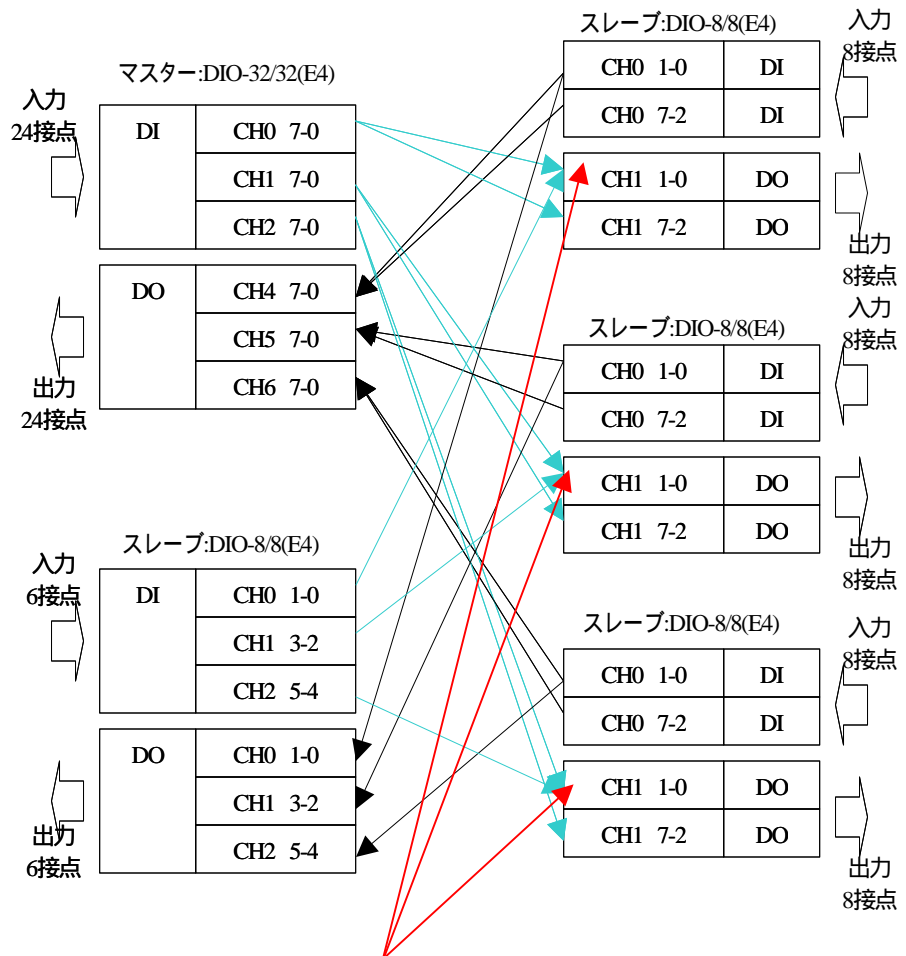 マスター:DIO-32/32(E4)
入力
24接点
DI
CH0 7-0
CH1 7-0
CH2 7-0
DO
CH4 7-0
CH5 7-0
CH6 7-0
出力
24接点
スレーブ:DIO-8/8(E4)
入力
6接点
DI
CH0 1-0
CH1 3-2
CH2 5-4
DO
CH0 1-0
CH1 3-2
CH2 5-4
出力
6接点
スレーブ:DIO-8/8(E4)
入力
8接点
CH0 1-0 DI
CH0 7-2 DI
CH1 1-0 DO
CH1 7-2 DO
出力
8接点
スレーブ:DIO-8/8(E4)
入力
8接点
CH0 1-0 DI
CH0 7-2 DI
CH1 1-0 DO
CH1 7-2 DO
出力
8接点
スレーブ:DIO-8/8(E4)
入力
8接点
CH0 1-0 DI
CH0 7-2 DI
CH1 1-0 DO
CH1 7-2 DO
出力
8接点